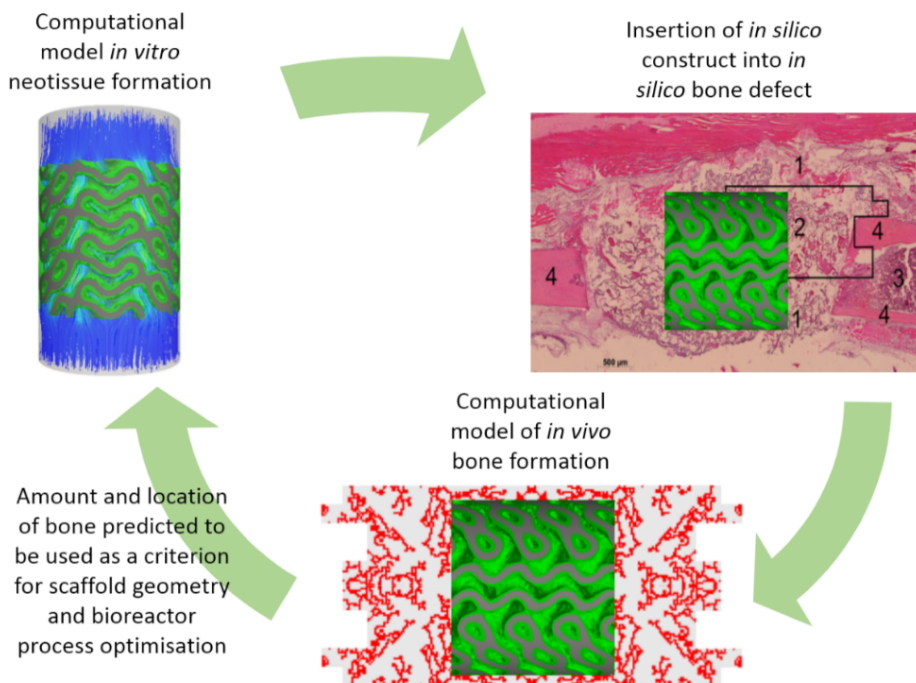 Computational
model in vitro
neotissue formation
Insertion of in silico
construct into in
silico bone defect
1
2
4
4
3
4
1
500 µm
Computational
model of in vivo
bone formation
Amount and location
of bone predicted to
be used as a criterion
for scaffold geometry
and bioreactor
process optimisation